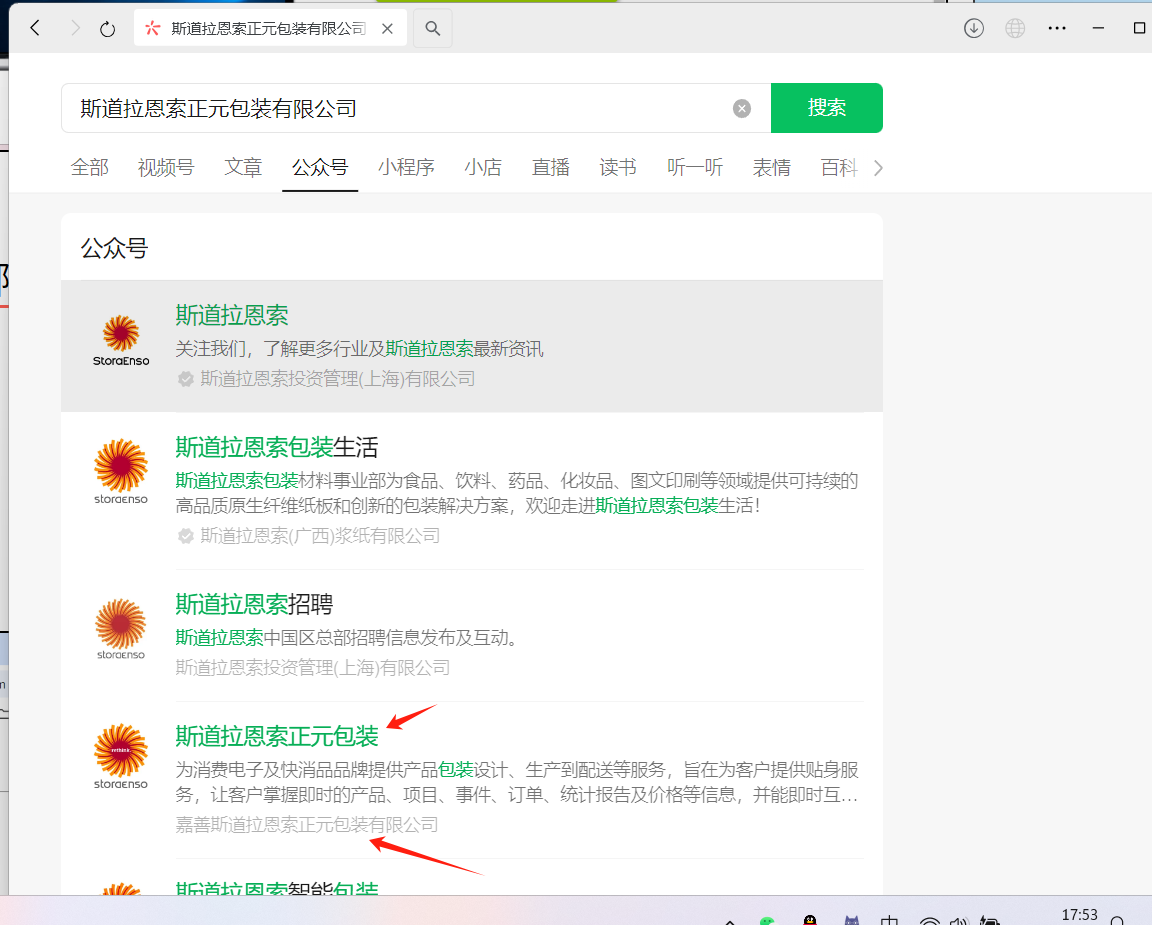 斯道拉恩索正元包装有限公司
斯道拉恩索正元包装有限公司
搜索
全部 视频号 文章 公众号 小程序 小店 直播 读书 听一听 表情 百科
公众号
斯道拉恩索
关注我们，了解更多行业及斯道拉恩索最新资讯
StoraEnso
斯道拉恩索投资管理(上海)有限公司
斯道拉恩索包装生活
斯道拉恩索包装材料事业部为食品、饮料、药品、化妆品、图文印刷等领域提供可持续的
storaenso
高品质原生纤维纸板和创新的包装解决方案，欢迎走进斯道拉恩索包装生活！
斯道拉恩索(广西)浆纸有限公司
斯道拉恩索招聘
斯道拉恩索中国区总部招聘信息发布及互动。
storaenso
斯道拉恩索投资管理(上海)有限公司
斯道拉恩索正元包装
rethink
为消费电子及快消品品牌提供产品包装设计、生产到配送等服务，旨在为客户提供贴身服
storaenso
务，让客户掌握即时的产品、项目、事件、订单、统计报告及价格等信息，并能即时互...
嘉善斯道拉恩索正元包装有限公司
斯道拉恩索智能包装
中
17:53